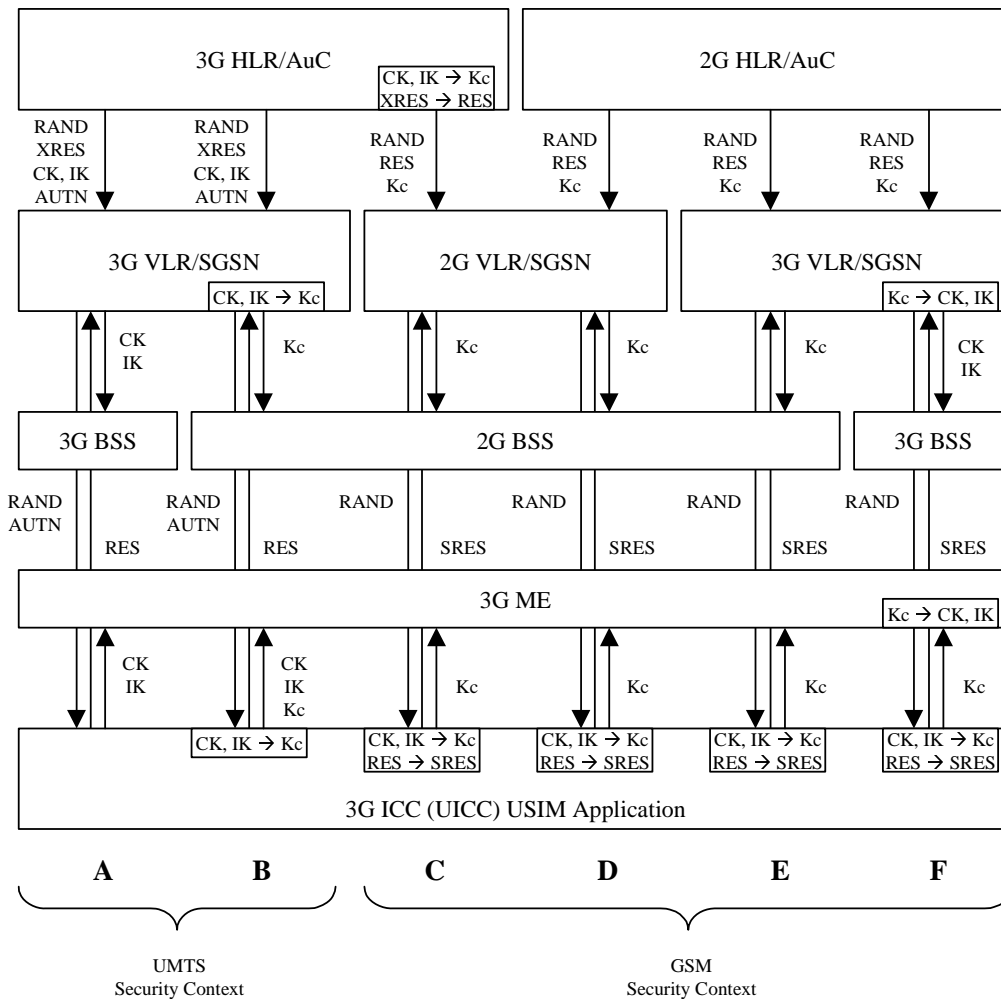 3G HLR/AuC
2G HLR/AuC
CK, IK → Kc
XRES → RES
RAND
XRES
CK, IK
AUTN
RAND
XRES
CK, IK
AUTN
RAND
RES
Kc
RAND
RES
Kc
RAND
RES
Kc
RAND
RES
Kc
3G VLR/SGSN
2G VLR/SGSN
3G VLR/SGSN
CK, IK → Kc
Kc → CK, IK
CK
IK
Kc
Kc
Kc
Kc
CK
IK
3G BSS
2G BSS
3G BSS
RAND
AUTN
RAND
AUTN
RAND
RAND
RAND
RAND
RES
RES
SRES
SRES
SRES
SRES
3G ME
Kc → CK, IK
CK
IK
CK
IK
Kc
Kc
Kc
Kc
Kc
CK, IK → Kc
CK, IK → Kc
RES → SRES
CK, IK → Kc
RES → SRES
CK, IK → Kc
RES → SRES
CK, IK → Kc
RES → SRES
3G ICC (UICC) USIM Application
A
B
C
D
E
F
UMTS
Security Context
GSM
Security Context